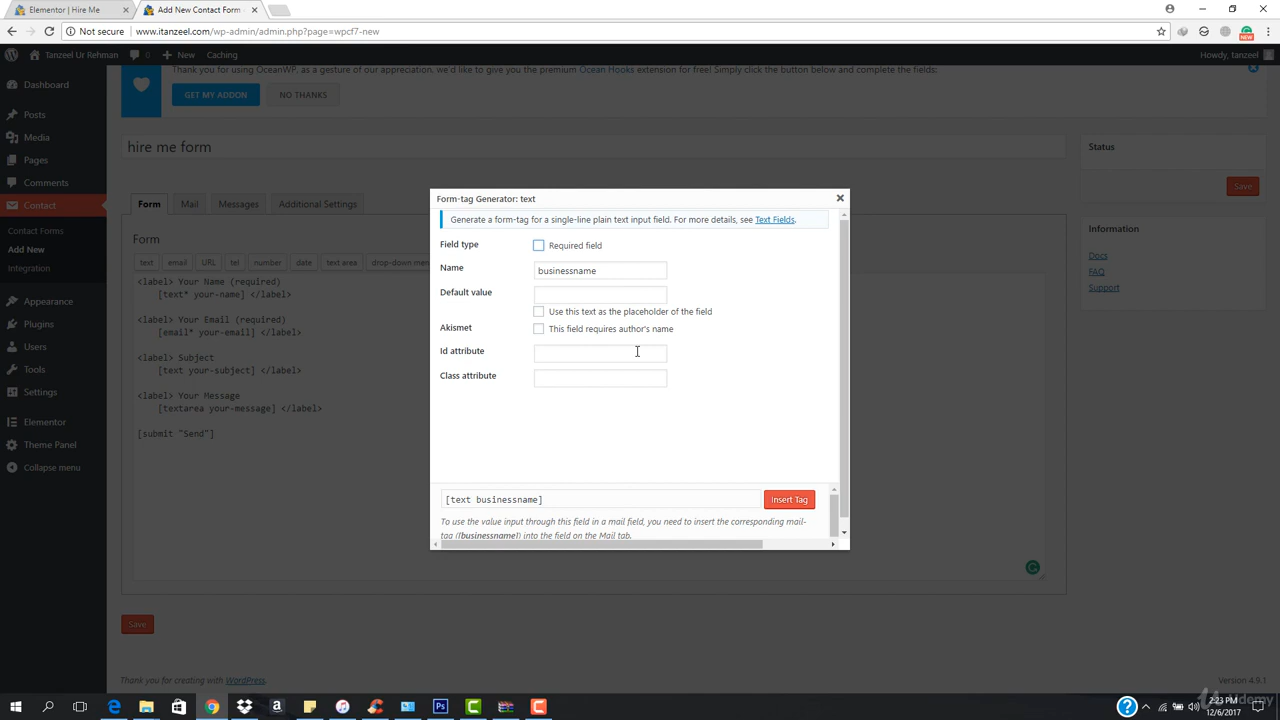 Elementor | Hire Me
Add New Contact Form
Not secure
www.itanzeel.com/wp-admin/admin.php?page=wpcf7-new
Tanzeel Ur Rehman
0
New
Caching
Howdy, tanzeel
Thank you for using OceanWP, as a gesture of our appreciation, we'd like to give you the premium Ocean Hooks extension for free! Simply click the button below and complete the fields:
GET MY ADDON
NO THANKS
Dashboard
Posts
Media
Pages
Comments
Contact
Contact Forms
Add New
Integration
Appearance
Plugins
Users
Tools
Settings
Elementor
Theme Panel
Collapse menu
hire me form
Form
Mail
Messages
Additional Settings
Form
text
email
URL
tel
number
date
text area
drop-down men
<label> Your Name (required)
[text* your-name] </label>
<label> Your Email (required)
[email* your-email] </label>
<label> Subject
[text your-subject] </label>
<label> Your Message
[textarea your-message] </label>
[submit "Send"]
Save
Thank you for creating with WordPress.
Form-tag Generator: text
Generate a form-tag for a single-line plain text input field. For more details, see Text Fields.
Field type
Required field
Name
businessname
Default value
Use this text as the placeholder of the field
Akismet
This field requires author's name
Id attribute
Class attribute
[text businessname]
Insert Tag
To use the value input through this field in a mail field, you need to insert the corresponding mail-
tag ([businessname]) into the field on the Mail tab.
Status
Save
Information
Docs
FAQ
Support
Version 4.9.1
2:23 PM
12/6/2017